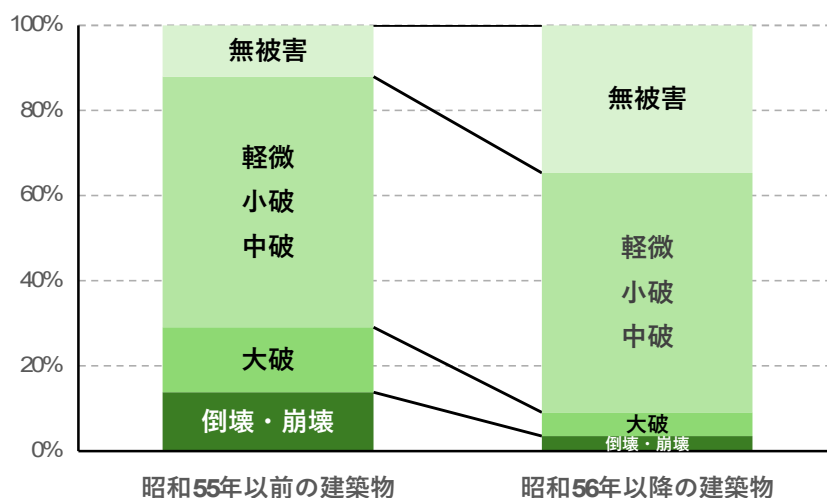 100%
80%
60%
40%
20%
0%
無被害
軽微
小破
中破
大破
倒壊・崩壊
無被害
軽微
小破
中破
大破
倒壊・崩壊
昭和55年以前の建築物
昭和56年以降の建築物